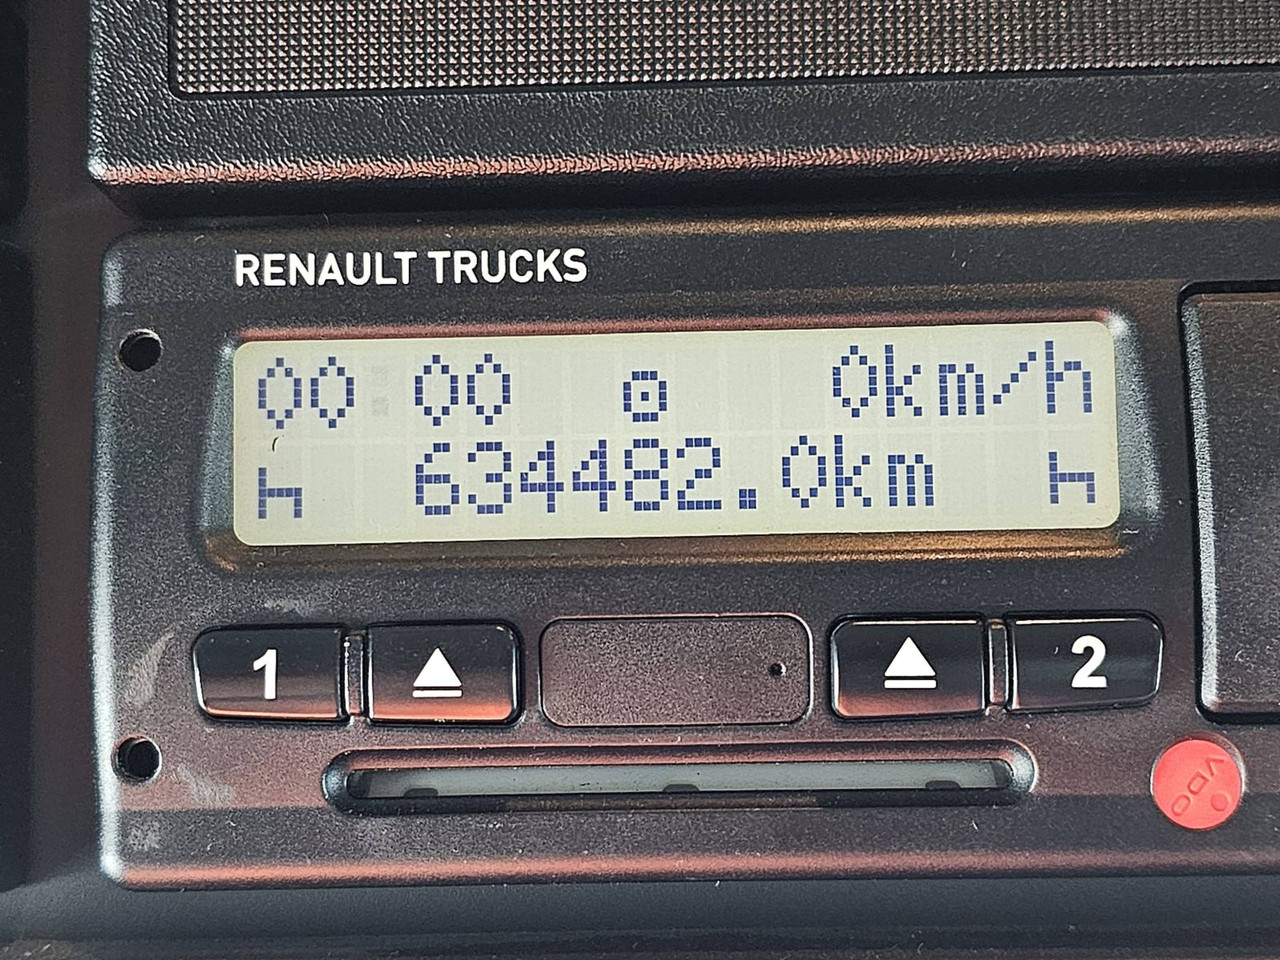 RENAULT TRUCKS
00:00 0km/h
h 634482.0km h
1 2
VDO